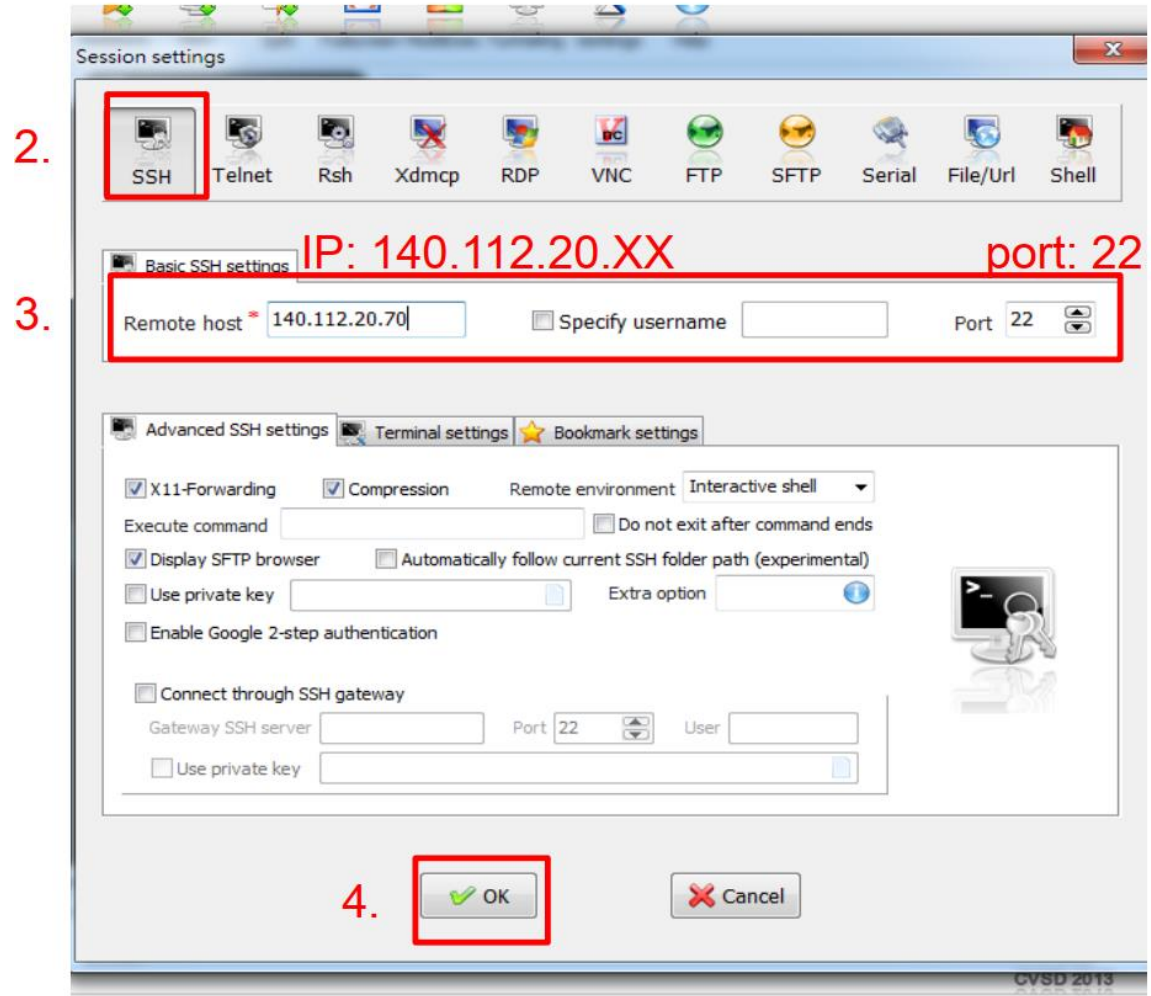 Session settings
2.
SSH Telnet Rsh Xdmcp RDP VNC FTP SFTP Serial File/Url Shell
IP: 140.112.20.XX port: 22
Basic SSH settings
3.
Remote host * 140.112.20.70 Specify username Port 22
Advanced SSH settings Terminal settings Bookmark settings
X11-Forwarding Compression Remote environment Interactive shell
Execute command Do not exit after command ends
Display SFTP browser Automatically follow current SSH folder path (experimental)
Use private key Extra option
Enable Google 2-step authentication
Connect through SSH gateway
Gateway SSH server Port 22 User
Use private key
4. OK Cancel
CVSD 2013